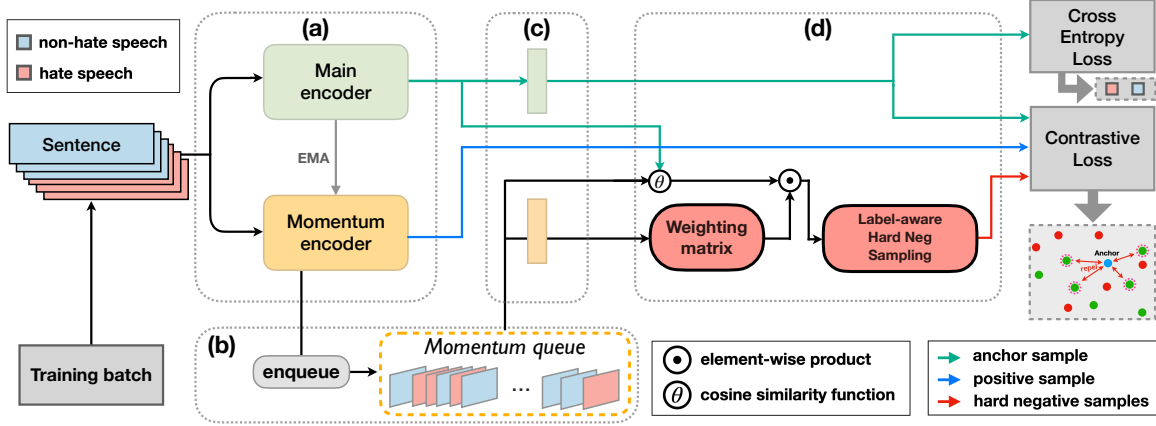 non-hate speech
hate speech
Sentence
Training batch
(a)
Main
encoder
EMA
Momentum
encoder
(b)
enqueue
Momentum queue
...
(c)
(d)
θ
Weighting
matrix
Label-aware
Hard Neg
Sampling
Cross
Entropy
Loss
Contrastive
Loss
Anchor
repel
element-wise product
θ cosine similarity function
anchor sample
positive sample
hard negative samples